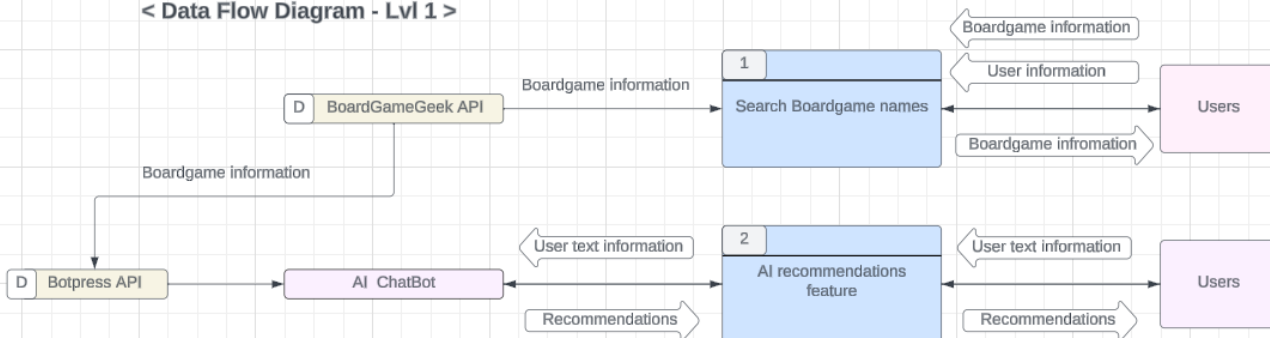 < Data Flow Diagram - Lvl 1 >
Boardgame information
User information
1
Boardgame information
D
BoardGameGeek API
Search Boardgame names
Users
Boardgame infromation
Boardgame information
User text information
2
User text information
D
Botpress API
AI ChatBot
AI recommendations
feature
Users
Recommendations
Recommendations